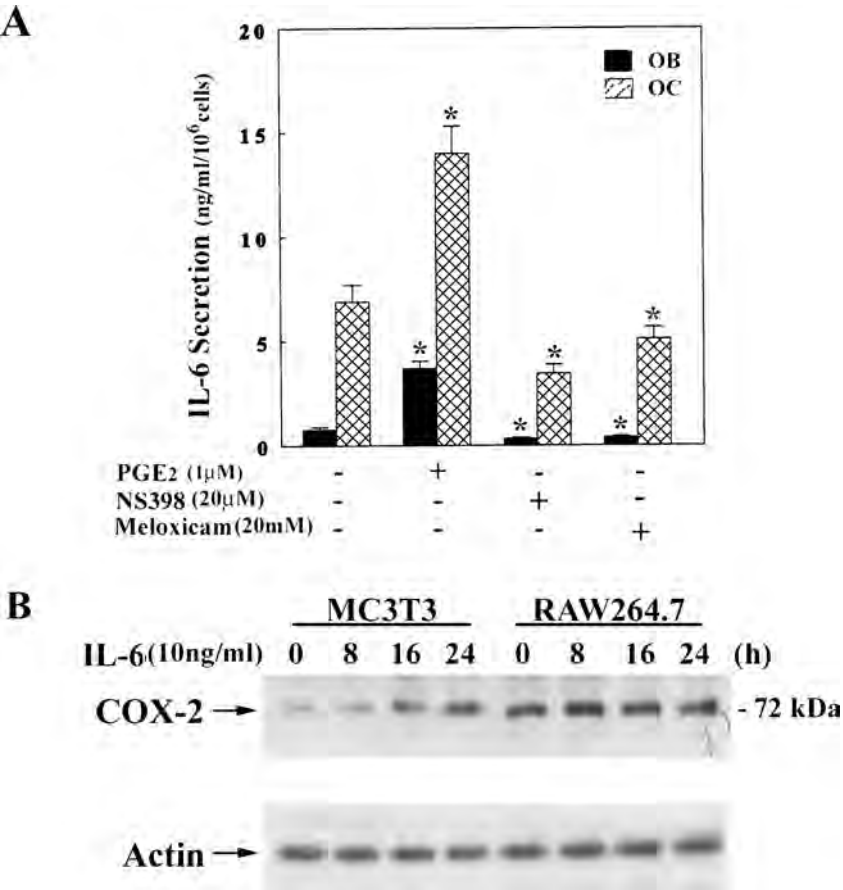 A
20
15
10
5
0
IL-6 Secretion (ng/ml/10⁶cells)
OB
OC
*
*
*
*
*
*
PGE2 (1μM) - + - -
NS398 (20μM) - - + -
Meloxicam(20mM) - - - +
B
MC3T3 RAW264.7
IL-6(10ng/ml) 0 8 16 24 0 8 16 24 (h)
COX-2 → - 72 kDa
Actin →